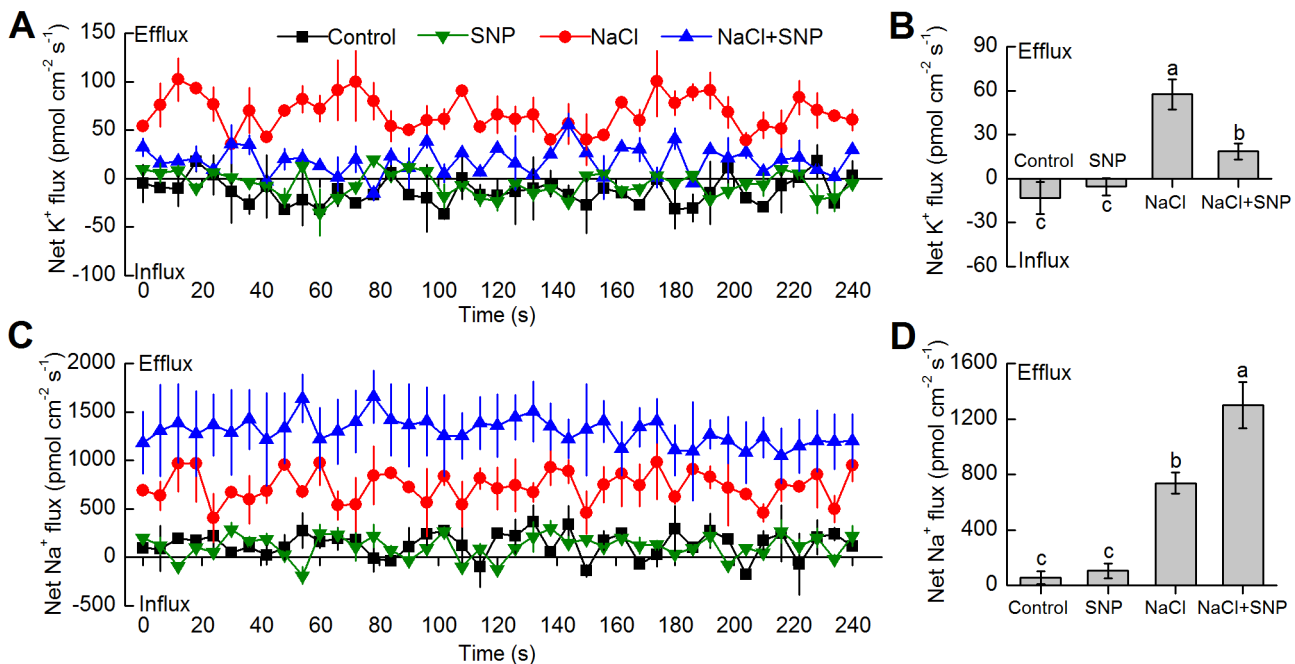 A
Net K⁺ flux (pmol cm⁻² s⁻¹)
150
100
50
0
-50
-100
Efflux
Control SNP NaCl NaCl+SNP
Influx
0 20 40 60 80 100 120 140 160 180 200 220 240
Time (s)
B
Net K⁺ flux (pmol cm⁻² s⁻¹)
90
60
30
0
-30
-60
Efflux
a
b
Control SNP
NaCl NaCl+SNP
c c
Influx
C
Net Na⁺ flux (pmol cm⁻² s⁻¹)
2000
1500
1000
500
0
-500
Efflux
Influx
0 20 40 60 80 100 120 140 160 180 200 220 240
Time (s)
D
Net Na⁺ flux (pmol cm⁻² s⁻¹)
1600
1200
800
400
0
Efflux
a
b
c c
Control SNP NaCl NaCl+SNP